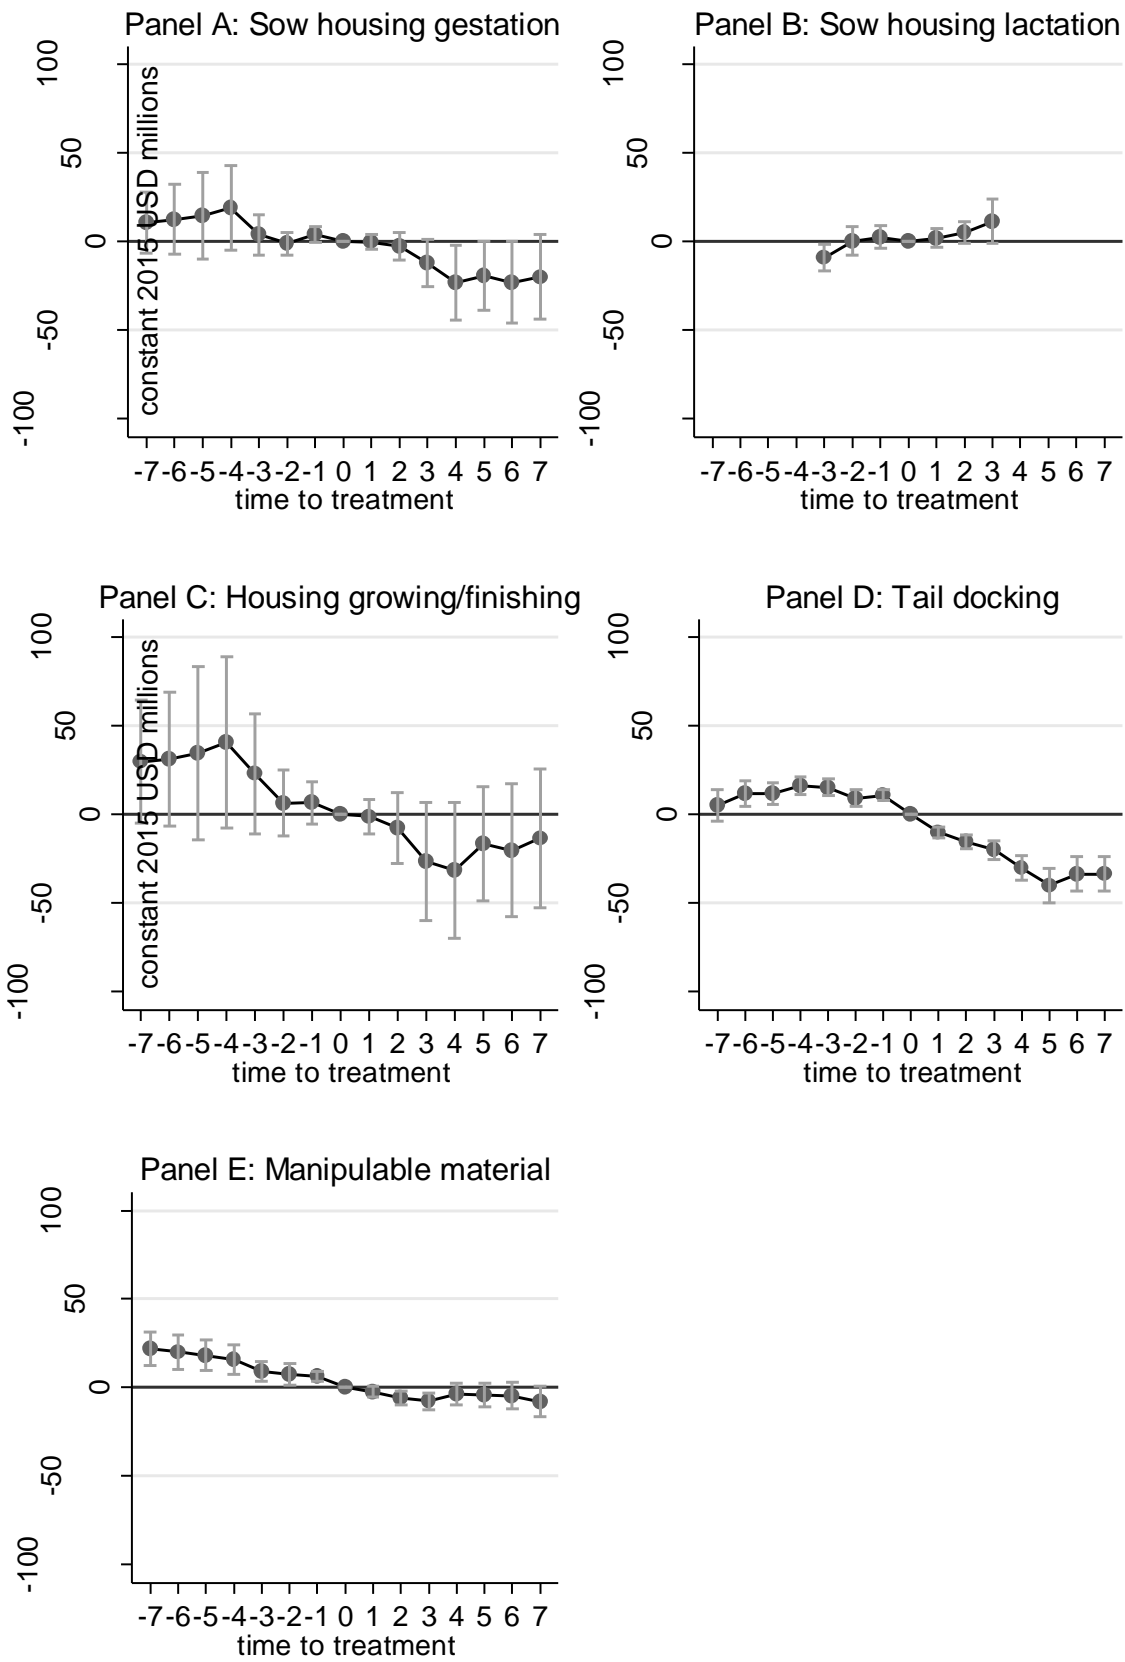 Panel A: Sow housing gestation
100
50
0
-50
-100
constant 2015 USD millions
-7 -6 -5 -4 -3 -2 -1 0 1 2 3 4 5 6 7
time to treatment
Panel B: Sow housing lactation
100
50
0
-50
-100
-7 -6 -5 -4 -3 -2 -1 0 1 2 3 4 5 6 7
time to treatment
Panel C: Housing growing/finishing
100
50
0
-50
-100
constant 2015 USD millions
-7 -6 -5 -4 -3 -2 -1 0 1 2 3 4 5 6 7
time to treatment
Panel D: Tail docking
100
50
0
-50
-100
-7 -6 -5 -4 -3 -2 -1 0 1 2 3 4 5 6 7
time to treatment
Panel E: Manipulable material
100
50
0
-50
-100
-7 -6 -5 -4 -3 -2 -1 0 1 2 3 4 5 6 7
time to treatment